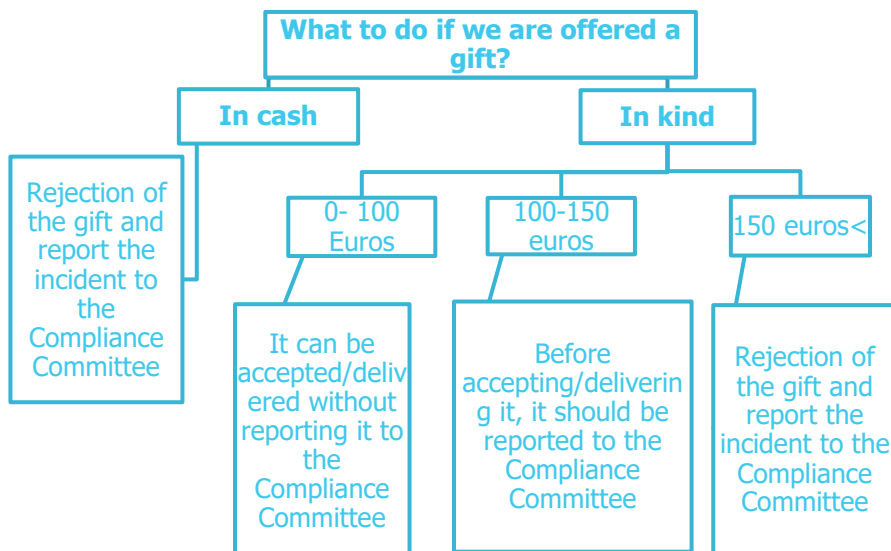 What to do if we are offered a
gift?
In cash
In kind
Rejection of
the gift and
report the
incident to
the
Compliance
Committee
0- 100
Euros
100-150
euros
150 euros<
It can be
accepted/deliv
ered without
reporting it to
the
Compliance
Committee
Before
accepting/deliverin
g it, it should be
reported to the
Compliance
Committee
Rejection of
the gift and
report the
incident to the
Compliance
Committee